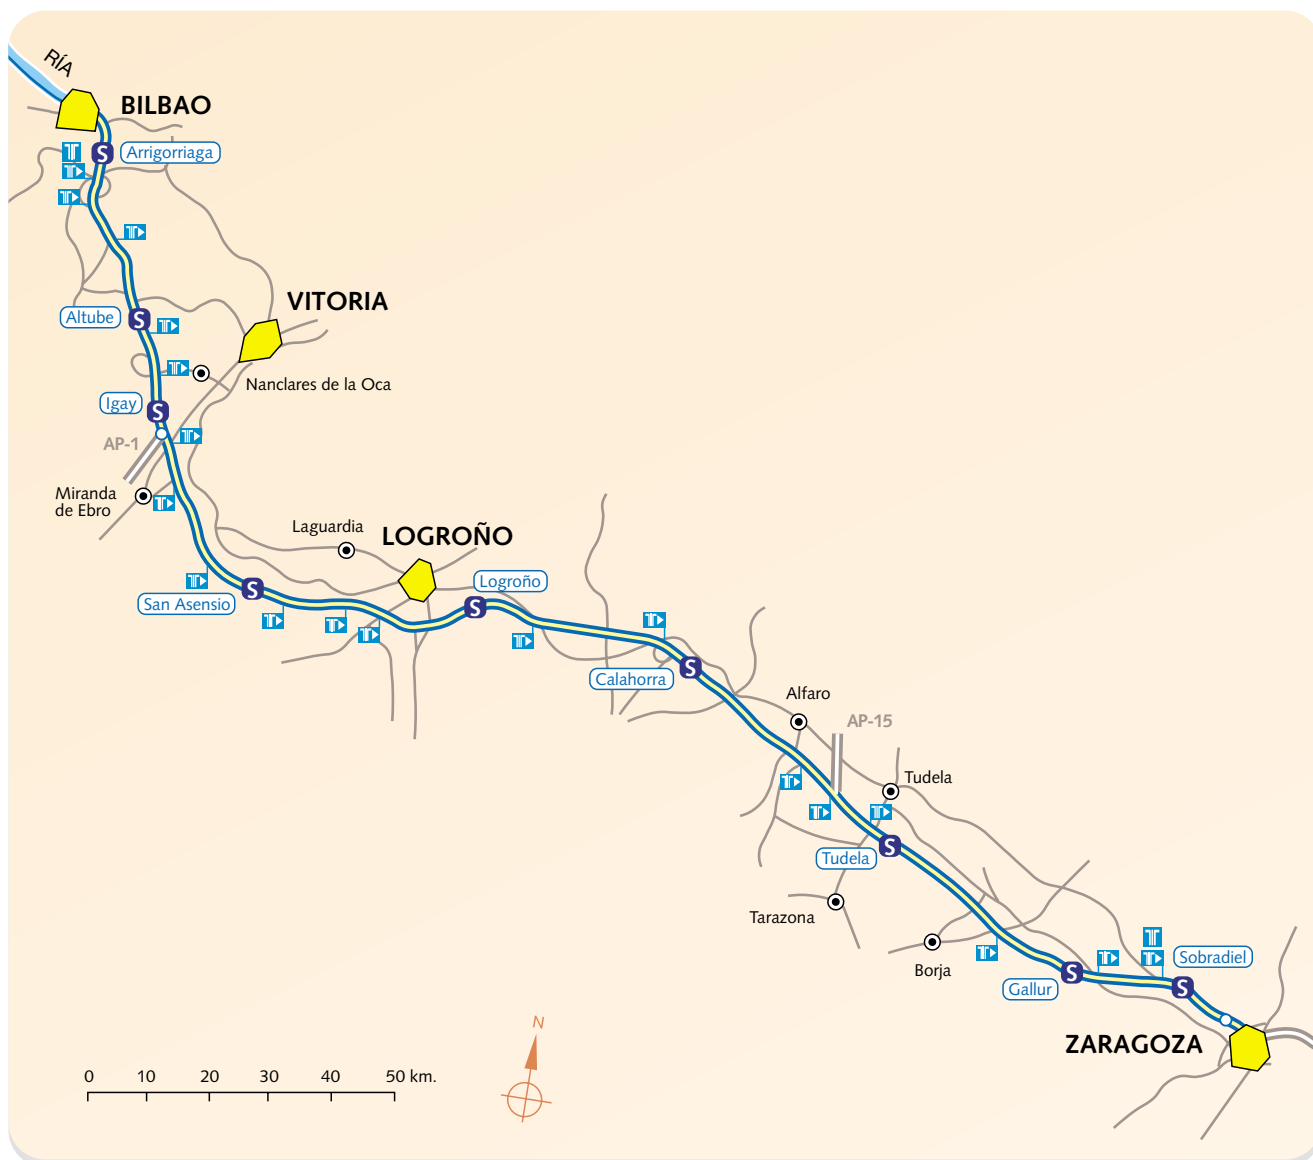 RÍA
BILBAO
S
Arrigorriaga
VITORIA
Altube
S
Nanclares de la Oca
Igay
S
AP-1
Miranda
de Ebro
Laguardia
LOGROÑO
Logroño
S
San Asensio
S
Calahorra
S
Alfaro
AP-15
Tudela
Tudela
S
Tarazona
Borja
Gallur
S
Sobradiel
S
ZARAGOZA
N
0 10 20 30 40 50 km.